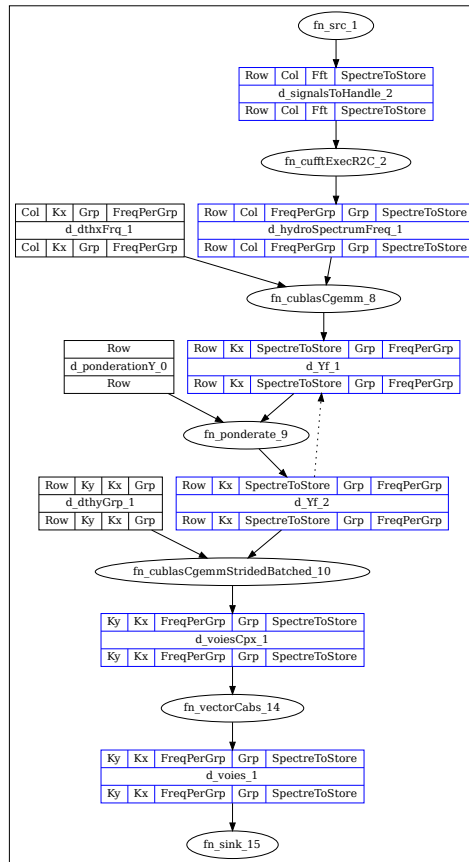 fn_src_1
Row Col Fft SpectreToStore
d_signalsToHandle_2
Row Col Fft SpectreToStore
fn_cufftExecR2C_2
Col Kx Grp FreqPerGrp
d_dthxFrq_1
Col Kx Grp FreqPerGrp
Row Col FreqPerGrp Grp SpectreToStore
d_hydroSpectrumFreq_1
Row Col FreqPerGrp Grp SpectreToStore
fn_cublasCgemm_8
Row
d_ponderationY_0
Row
Row Kx SpectreToStore Grp FreqPerGrp
d_Yf_1
Row Kx SpectreToStore Grp FreqPerGrp
fn_ponderate_9
Row Ky Kx Grp
d_dthyGrp_1
Row Ky Kx Grp
Row Kx SpectreToStore Grp FreqPerGrp
d_Yf_2
Row Kx SpectreToStore Grp FreqPerGrp
fn_cublasCgemmStridedBatched_10
Ky Kx FreqPerGrp Grp SpectreToStore
d_voiesCpx_1
Ky Kx FreqPerGrp Grp SpectreToStore
fn_vectorCabs_14
Ky Kx FreqPerGrp Grp SpectreToStore
d_voies_1
Ky Kx FreqPerGrp Grp SpectreToStore
fn_sink_15